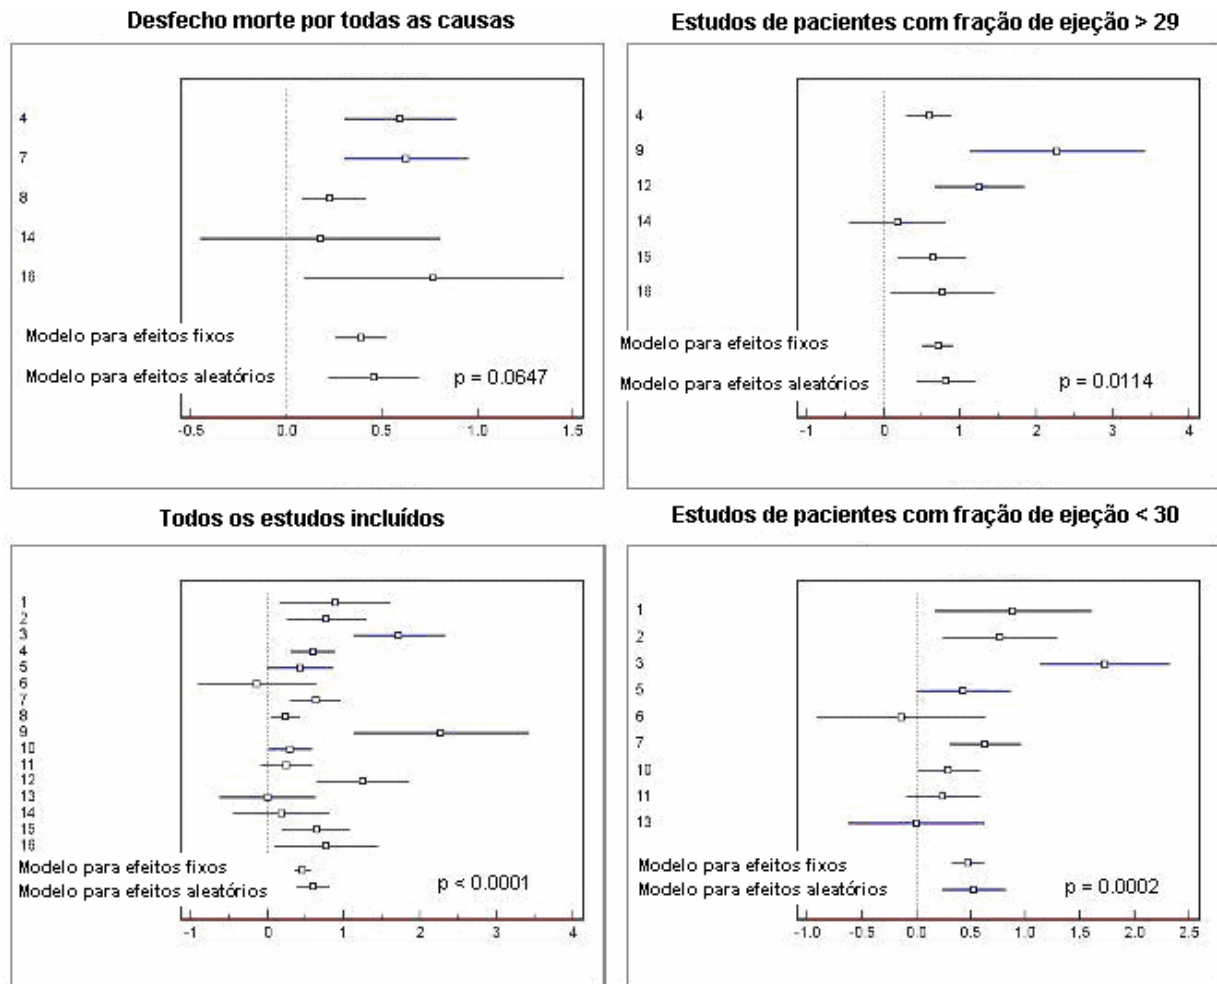 Desfecho morte por todas as causas
4
7
8
14
16
Modelo para efeitos fixos
Modelo para efeitos aleatórios
p = 0.0647
-0.5 0.0 0.5 1.0 1.5
Estudos de pacientes com fração de ejeção > 29
4
9
12
14
15
16
Modelo para efeitos fixos
Modelo para efeitos aleatórios
p = 0.0114
-1 0 1 2 3 4
Todos os estudos incluídos
1
2
3
4
5
6
7
8
9
10
11
12
13
14
15
16
Modelo para efeitos fixos
Modelo para efeitos aleatórios
p < 0.0001
-1 0 1 2 3 4
Estudos de pacientes com fração de ejeção < 30
1
2
3
5
6
7
10
11
13
Modelo para efeitos fixos
Modelo para efeitos aleatórios
p = 0.0002
-1.0 -0.5 0.0 0.5 1.0 1.5 2.0 2.5